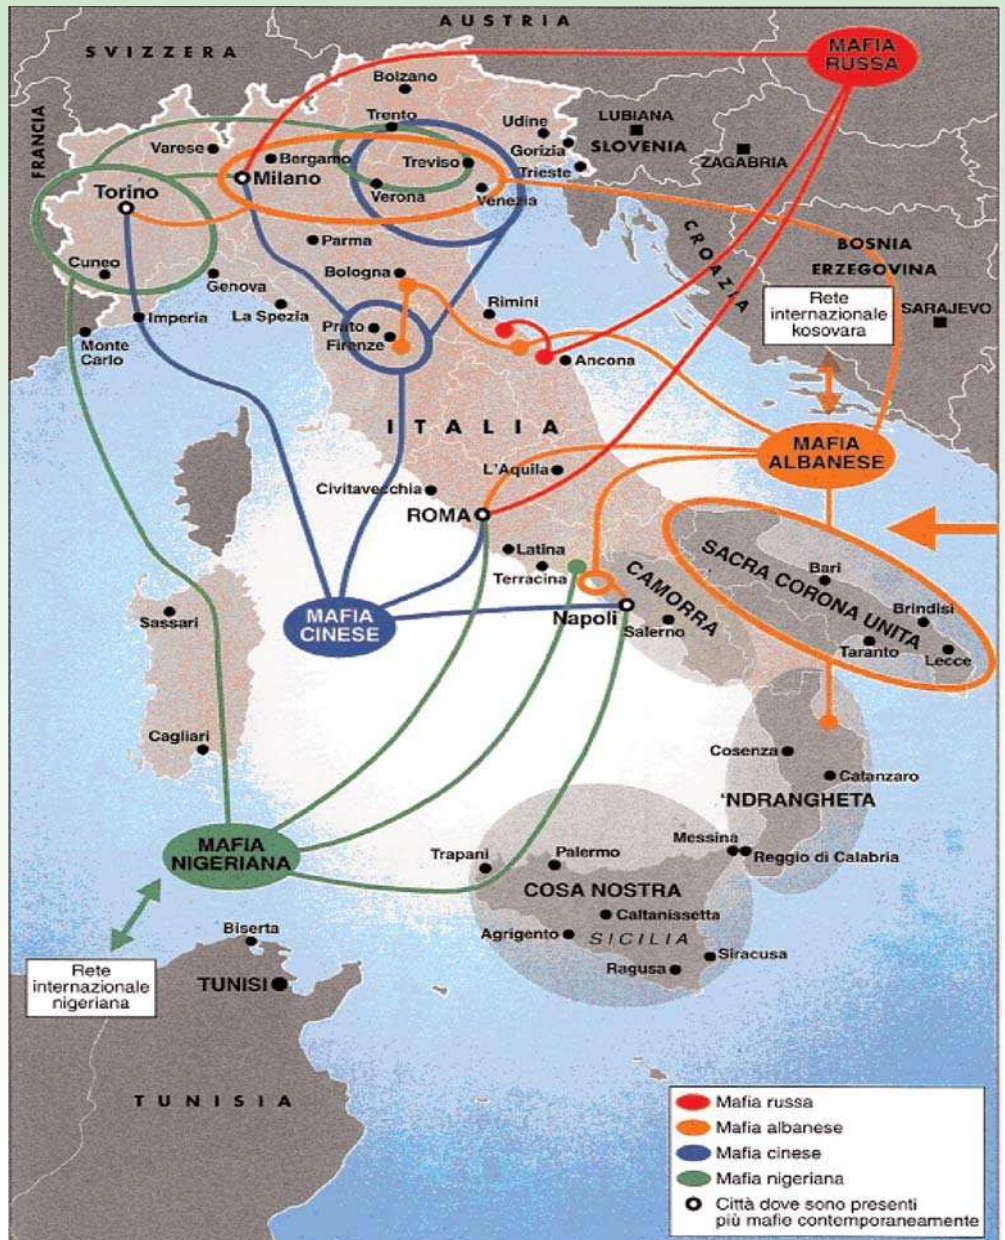 AUSTRIA
SVIZZERA
MAFIA
RUSSA
Bolzano
Trento
Udine
LUBIANA
SLOVENIA
Gorizia
ZAGABRIA
Trieste
FRANCIA
Varese
Bergamo
Treviso
Milano
Torino
Verona
Venezia
Parma
CROAZIA
BOSNIA
ERZEGOVINA
Cuneo
Bologna
Genova
Rimini
Rete
internazionale
kosovara
SARAJEVO
Imperia
La Spezia
Prato
Firenze
Monte
Carlo
Ancona
ITALIA
MAFIA
ALBANESE
L'Aquila
Civitavecchia
ROMA
Latina
Terracina
CAMORRA
SACRA CORONA UNITA
Bari
Brindisi
MAFIA
CINESE
Napoli
Salerno
Taranto
Lecce
Sassari
Cagliari
Cosenza
Catanzaro
'NDRANGHETA
MAFIA
NIGERIANA
Messina
Reggio di Calabria
Trapani
Palermo
COSA NOSTRA
Caltanissetta
Agrigento
SICILIA
Siracusa
Ragusa
Biserta
Rete
internazionale
nigeriana
TUNISI
TUNISIA
Mafia russa
Mafia albanese
Mafia cinese
Mafia nigeriana
Città dove sono presenti
più mafie contemporaneamente